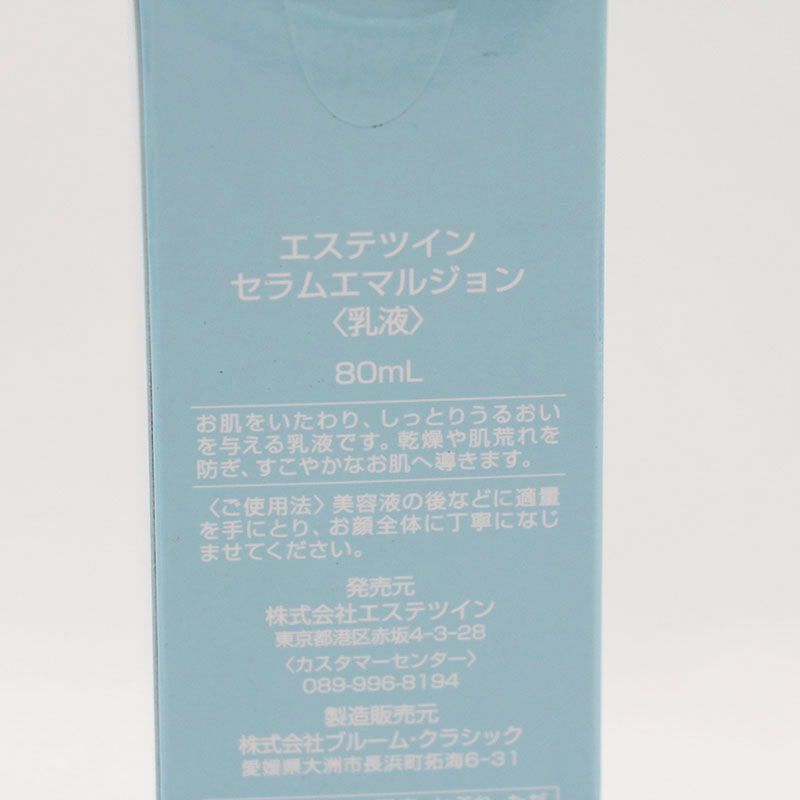 エステツイン
セラムエマルジョン
〈乳液〉
80mL
お肌をいたわり、しっとりうるおい
を与える乳液です。乾燥や肌荒れを
防ぎ、すこやかなお肌へ導きます。
〈ご使用法〉美容液の後などに適量
を手にとり、お顔全体に丁寧になじ
ませてください。
発売元
株式会社エステツイン
東京都港区赤坂4-3-28
〈カスタマーセンター〉
089-996-8194
製造販売元
株式会社ブルーム・クラシック
愛媛県大洲市長浜町拓海6-31